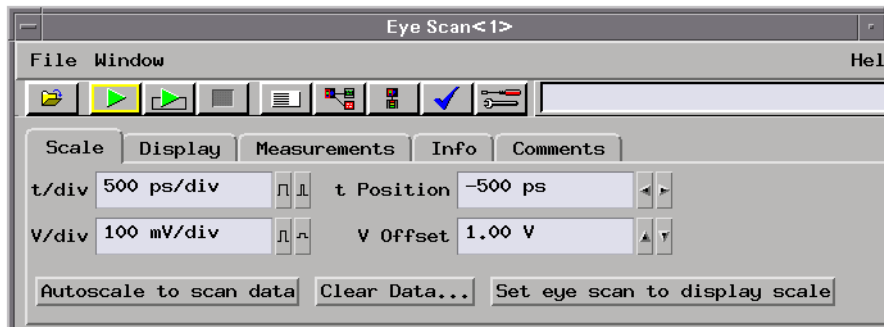 Eye Scan<1>
File Window Hel
Scale Display Measurements Info Comments
t/div 500 ps/div t Position -500 ps
V/div 100 mV/div V Offset 1.00 V
Autoscale to scan data Clear Data... Set eye scan to display scale